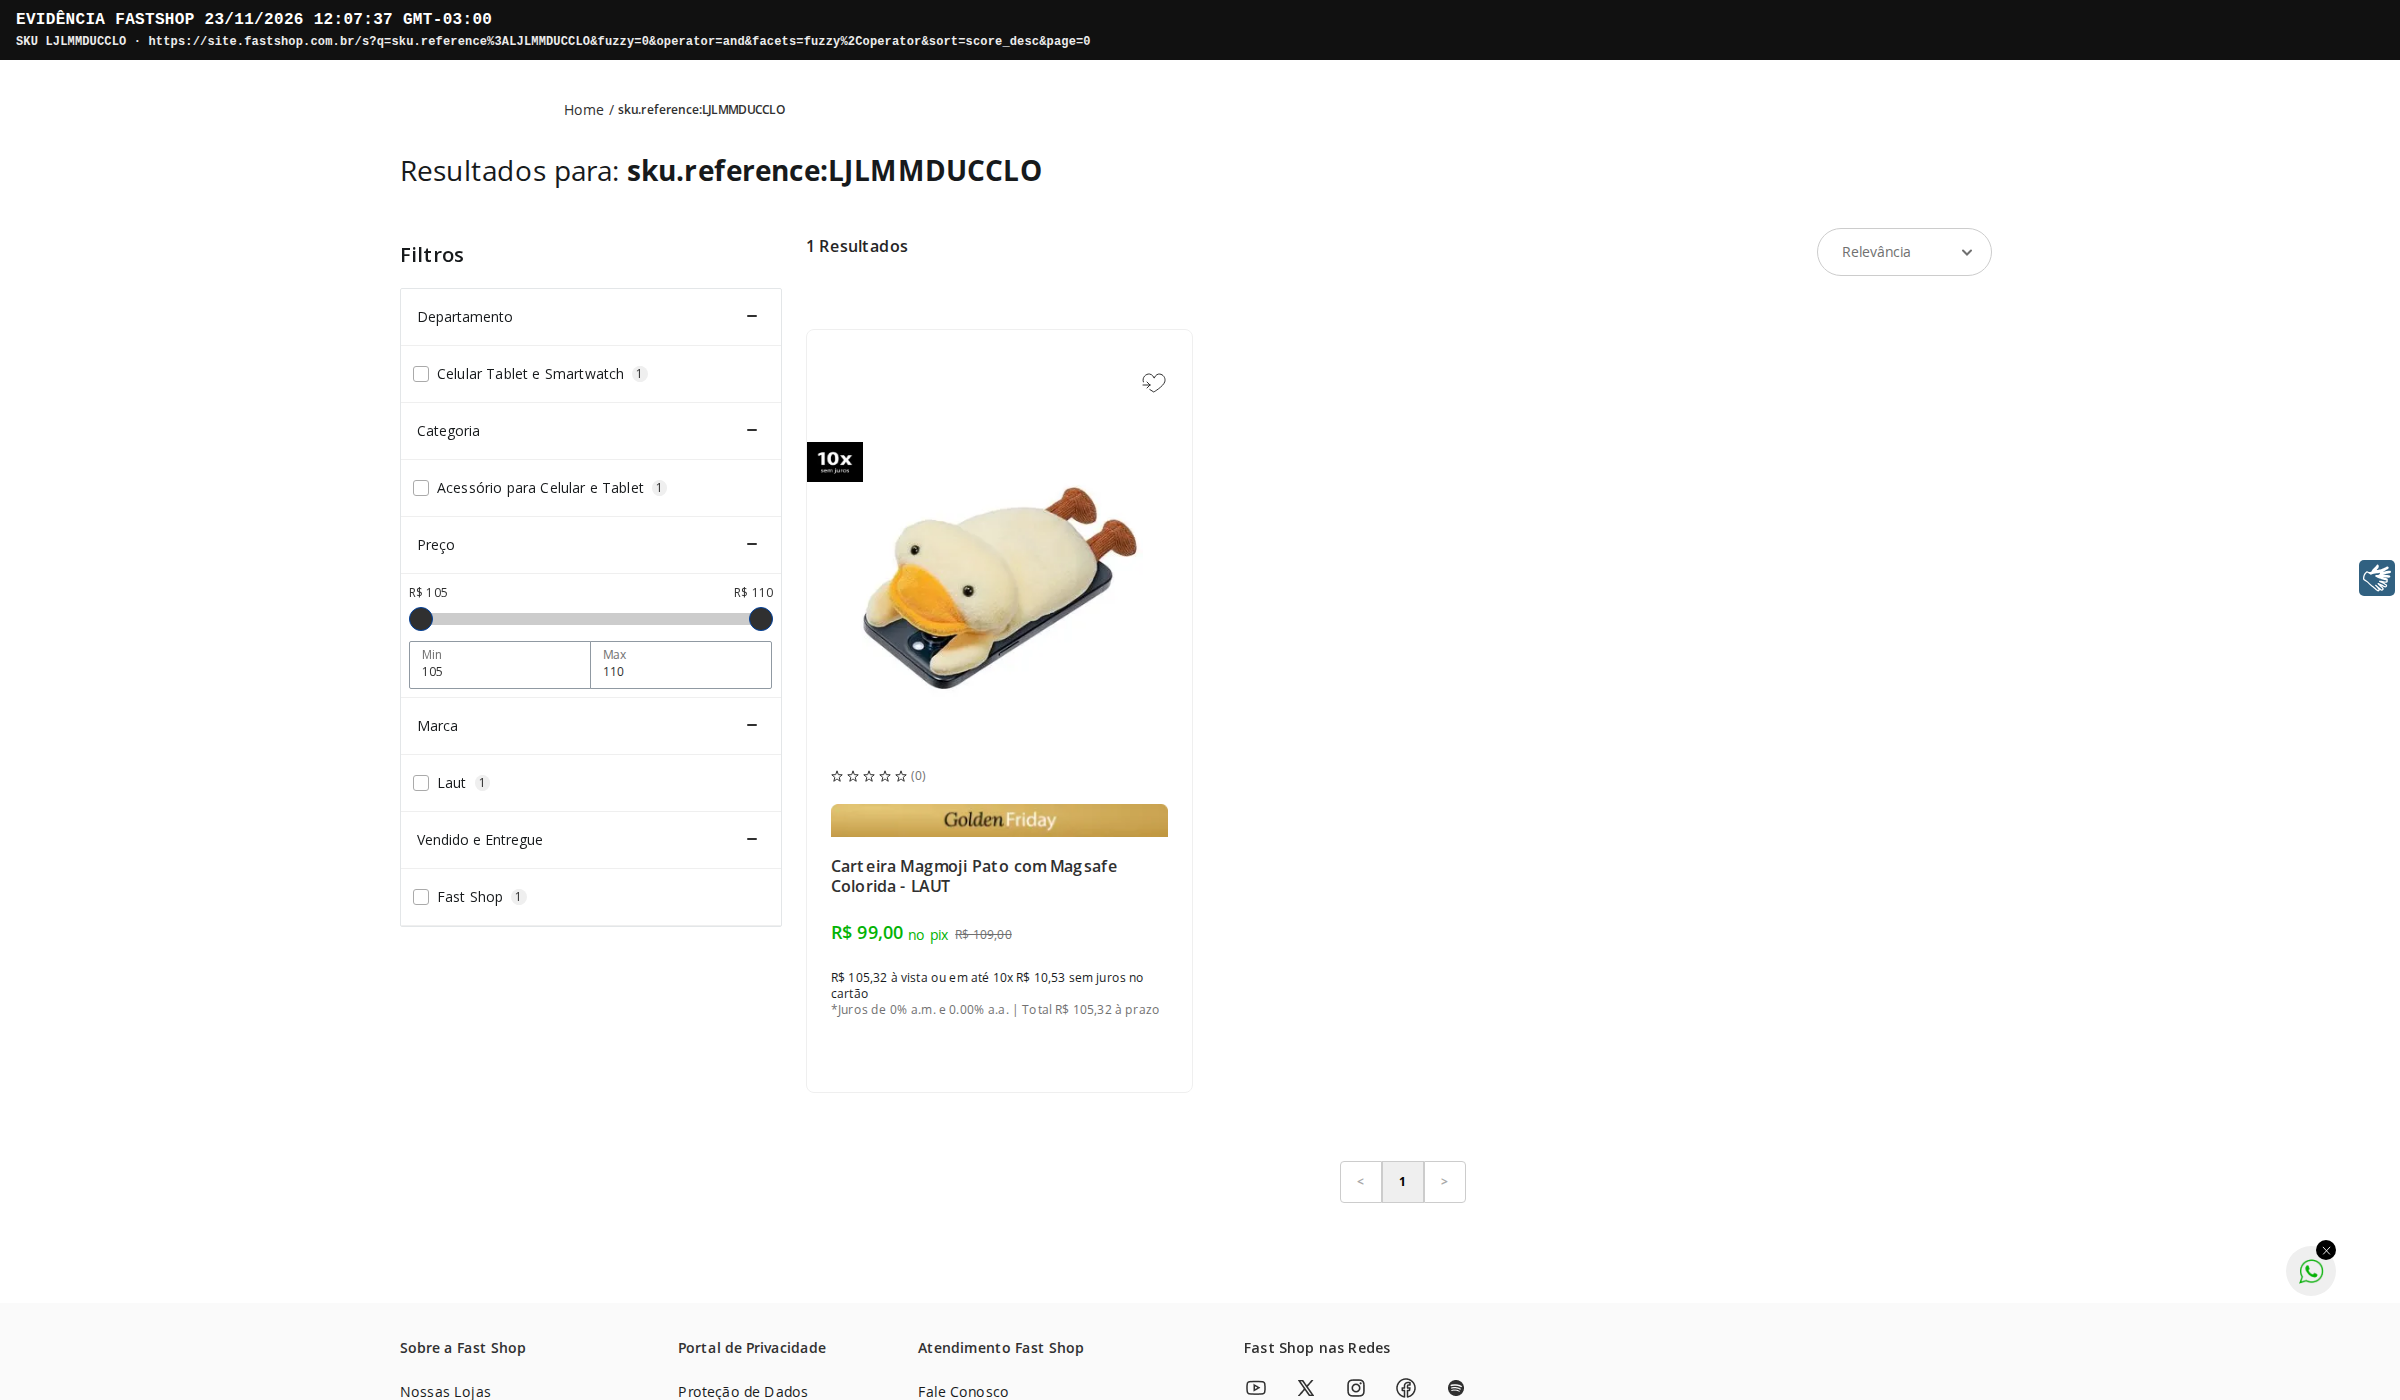 EVIDÊNCIA FASTSHOP 23/11/2026 12:07:37 GMT-03:00
SKU LJLMMDUCCLO · https://site.fastshop.com.br/s?q=sku.reference%3ALJLMMDUCCLO&fuzzy=0&operator=and&facets=fuzzy%2Coperator&sort=score_desc&page=0
Home / sku.reference:LJLMMDUCCLO
Resultados para: sku.reference:LJLMMDUCCLO
Filtros
1 Resultados
Relevância
Departamento
Celular Tablet e Smartwatch 1
Categoria
Acessório para Celular e Tablet 1
Preço
R$ 105 R$ 110
Min Max
105 110
Marca
Laut 1
Vendido e Entregue
Fast Shop 1
10x
sem juros
(0)
Golden Friday
Carteira Magmoji Pato com Magsafe
Colorida - LAUT
R$ 99,00 no pix R$ 109,00
R$ 105,32 à vista ou em até 10x R$ 10,53 sem juros no
cartão
*Juros de 0% a.m. e 0.00% a.a. | Total R$ 105,32 à prazo
< 1 >
Sobre a Fast Shop Portal de Privacidade Atendimento Fast Shop Fast Shop nas Redes
Nossas Lojas Proteção de Dados Fale Conosco